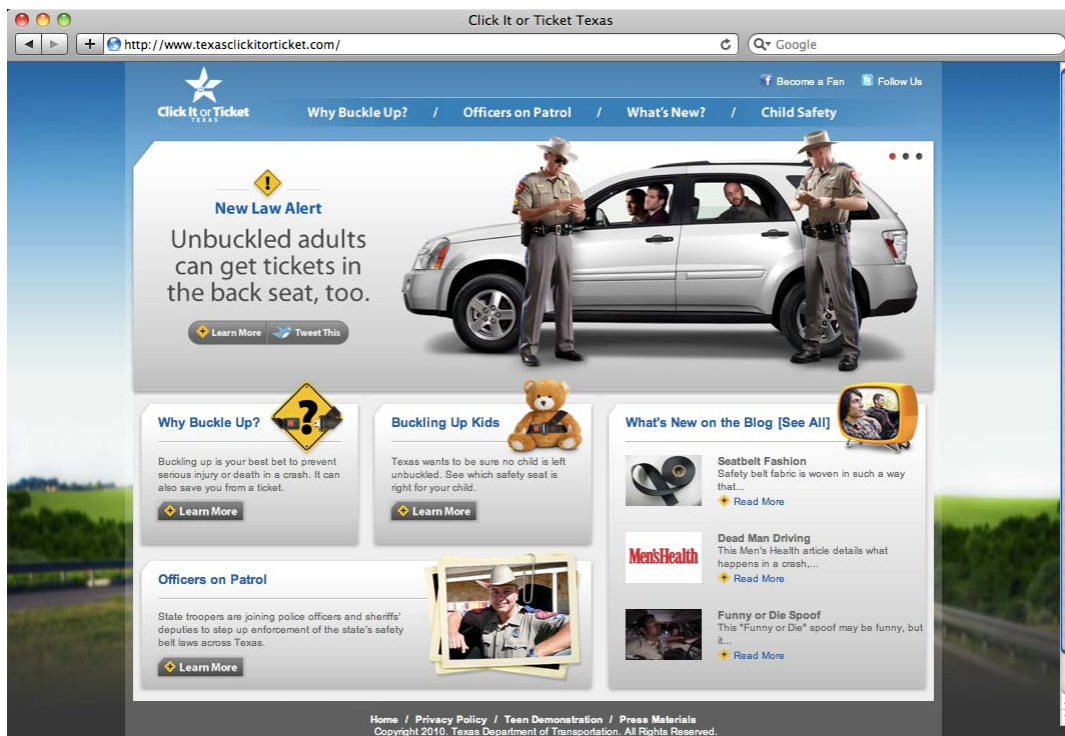 Click It or Ticket Texas
http://www.texasclickitorticket.com/
Google
Become a Fan
Follow Us
Click It or Ticket
TEXAS
Why Buckle Up? / Officers on Patrol / What's New? / Child Safety
New Law Alert
Unbuckled adults
can get tickets in
the back seat, too.
Learn More
Tweet This
Why Buckle Up?
?
Buckling up is your best bet to prevent
serious injury or death in a crash. It can
also save you from a ticket.
Learn More
Buckling Up Kids
Texas wants to be sure no child is left
unbuckled. See which safety seat is
right for your child.
Learn More
What's New on the Blog [See All]
Seatbelt Fashion
Safety belt fabric is woven in such a way
that...
Read More
Men'sHealth
Dead Man Driving
This Men's Health article details what
happens in a crash,...
Read More
Funny or Die Spoof
This "Funny or Die" spoof may be funny, but
it...
Read More
Officers on Patrol
State troopers are joining police officers and sheriffs'
deputies to step up enforcement of the state's safety
belt laws across Texas.
Learn More
Home / Privacy Policy / Teen Demonstration / Press Materials
Copyright 2010. Texas Department of Transportation. All Rights Reserved.